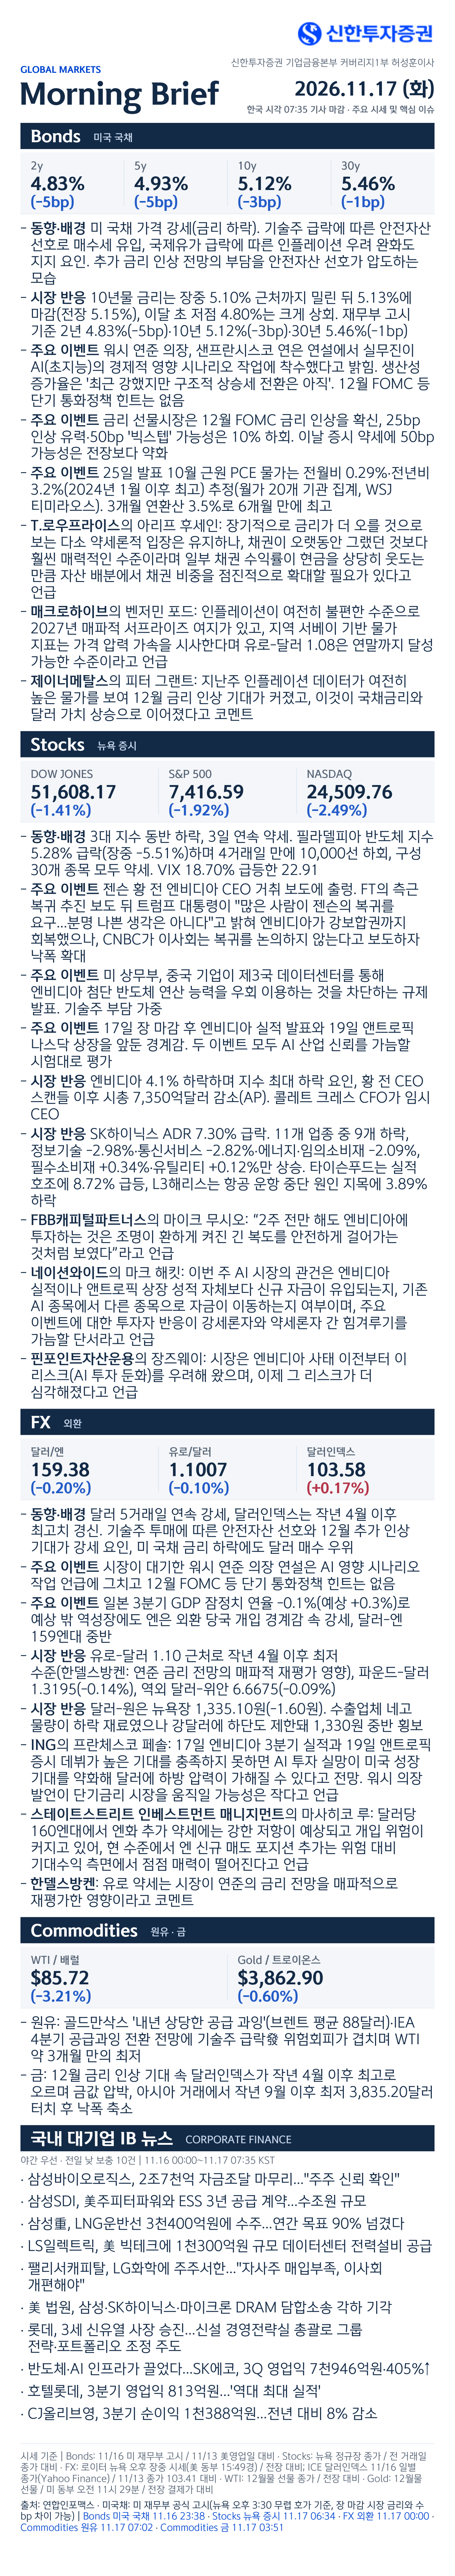 신한투자증권
신한투자증권 기업금융본부 커버리지1부 허성훈이사
GLOBAL MARKETS
Morning Brief
2026.11.17 (화)
한국 시각 07:35 기사 마감 · 주요 시세 및 핵심 이슈
Bonds 미국 국채
2y 5y 10y 30y
4.83% 4.93% 5.12% 5.46%
(-5bp) (-5bp) (-3bp) (-1bp)
- 동향·배경 미 국채 가격 강세(금리 하락). 기술주 급락에 따른 안전자산
선호로 매수세 유입, 국제유가 급락에 따른 인플레이션 우려 완화도
지지 요인. 추가 금리 인상 전망의 부담을 안전자산 선호가 압도하는
모습
- 시장 반응 10년물 금리는 장중 5.10% 근처까지 밀린 뒤 5.13%에
마감(전장 5.15%), 이달 초 저점 4.80%는 크게 상회. 재무부 고시
기준 2년 4.83%(-5bp)·10년 5.12%(-3bp)·30년 5.46%(-1bp)
- 주요 이벤트 워시 연준 의장, 샌프란시스코 연은 연설에서 실무진이
AI(초지능)의 경제적 영향 시나리오 작업에 착수했다고 밝힘. 생산성
증가율은 '최근 강했지만 구조적 상승세 전환은 아직'. 12월 FOMC 등
단기 통화정책 힌트는 없음
- 주요 이벤트 금리 선물시장은 12월 FOMC 금리 인상을 확신, 25bp
인상 유력·50bp '빅스텝' 가능성은 10% 하회. 이날 증시 약세에 50bp
가능성은 전장보다 약화
- 주요 이벤트 25일 발표 10월 근원 PCE 물가는 전월비 0.29%·전년비
3.2%(2024년 1월 이후 최고) 추정(월가 20개 기관 집계, WSJ
티미라오스). 3개월 연산 3.5%로 6개월 만에 최고
- T.로우프라이스의 아리프 후세인: 장기적으로 금리가 더 오를 것으로
보는 다소 약세론적 입장은 유지하나, 채권이 오랫동안 그랬던 것보다
훨씬 매력적인 수준이라며 일부 채권 수익률이 현금을 상당히 웃도는
만큼 자산 배분에서 채권 비중을 점진적으로 확대할 필요가 있다고
언급
- 매크로하이브의 벤저민 포드: 인플레이션이 여전히 불편한 수준으로
2027년 매파적 서프라이즈 여지가 있고, 지역 서베이 기반 물가
지표는 가격 압력 가속을 시사한다며 유로-달러 1.08은 연말까지 달성
가능한 수준이라고 언급
- 제이너메탈스의 피터 그랜트: 지난주 인플레이션 데이터가 여전히
높은 물가를 보여 12월 금리 인상 기대가 커졌고, 이것이 국채금리와
달러 가치 상승으로 이어졌다고 코멘트
Stocks 뉴욕 증시
DOW JONES S&P 500 NASDAQ
51,608.17 7,416.59 24,509.76
(-1.41%) (-1.92%) (-2.49%)
- 동향·배경 3대 지수 동반 하락, 3일 연속 약세. 필라델피아 반도체 지수
5.28% 급락(장중 -5.51%)하며 4거래일 만에 10,000선 하회, 구성
30개 종목 모두 약세. VIX 18.70% 급등한 22.91
- 주요 이벤트 젠슨 황 전 엔비디아 CEO 거취 보도에 출렁. FT의 측근
복귀 추진 보도 뒤 트럼프 대통령이 "많은 사람이 젠슨의 복귀를
요구...분명 나쁜 생각은 아니다"고 밝혀 엔비디아가 강보합권까지
회복했으나, CNBC가 이사회는 복귀를 논의하지 않는다고 보도하자
낙폭 확대
- 주요 이벤트 미 상무부, 중국 기업이 제3국 데이터센터를 통해
엔비디아 첨단 반도체 연산 능력을 우회 이용하는 것을 차단하는 규제
발표. 기술주 부담 가중
- 주요 이벤트 17일 장 마감 후 엔비디아 실적 발표와 19일 앤트로픽
나스닥 상장을 앞둔 경계감. 두 이벤트 모두 AI 산업 신뢰를 가늠할
시험대로 평가
- 시장 반응 엔비디아 4.1% 하락하며 지수 최대 하락 요인, 황 전 CEO
스캔들 이후 시총 7,350억달러 감소(AP). 콜레트 크레스 CFO가 임시
CEO
- 시장 반응 SK하이닉스 ADR 7.30% 급락. 11개 업종 중 9개 하락,
정보기술 -2.98%·통신서비스 -2.82%·에너지·임의소비재 -2.09%,
필수소비재 +0.34%·유틸리티 +0.12%만 상승. 타이슨푸드는 실적
호조에 8.72% 급등, L3해리스는 항공 운항 중단 원인 지목에 3.89%
하락
- FBB캐피털파트너스의 마이크 무시오: “2주 전만 해도 엔비디아에
투자하는 것은 조명이 환하게 켜진 긴 복도를 안전하게 걸어가는
것처럼 보였다”라고 언급
- 네이션와이드의 마크 해킷: 이번 주 AI 시장의 관건은 엔비디아
실적이나 앤트로픽 상장 성적 자체보다 신규 자금이 유입되는지, 기존
AI 종목에서 다른 종목으로 자금이 이동하는지 여부이며, 주요
이벤트에 대한 투자자 반응이 강세론자와 약세론자 간 힘겨루기를
가늠할 단서라고 언급
- 핀포인트자산운용의 장즈웨이: 시장은 엔비디아 사태 이전부터 이
리스크(AI 투자 둔화)를 우려해 왔으며, 이제 그 리스크가 더
심각해졌다고 언급
FX 외환
달러/엔 유로/달러 달러인덱스
159.38 1.1007 103.58
(-0.20%) (-0.10%) (+0.17%)
- 동향·배경 달러 5거래일 연속 강세, 달러인덱스는 작년 4월 이후
최고치 경신. 기술주 투매에 따른 안전자산 선호와 12월 추가 인상
기대가 강세 요인, 미 국채 금리 하락에도 달러 매수 우위
- 주요 이벤트 시장이 대기한 워시 연준 의장 연설은 AI 영향 시나리오
작업 언급에 그치고 12월 FOMC 등 단기 통화정책 힌트는 없음
- 주요 이벤트 일본 3분기 GDP 잠정치 연율 -0.1%(예상 +0.3%)로
예상 밖 역성장에도 엔은 외환 당국 개입 경계감 속 강세, 달러-엔
159엔대 중반
- 시장 반응 유로-달러 1.10 근처로 작년 4월 이후 최저
수준(한델스방켄: 연준 금리 전망의 매파적 재평가 영향), 파운드-달러
1.3195(-0.14%), 역외 달러-위안 6.6675(-0.09%)
- 시장 반응 달러-원은 뉴욕장 1,335.10원(-1.60원). 수출업체 네고
물량이 하락 재료였으나 강달러에 하단도 제한돼 1,330원 중반 횡보
- ING의 프란체스코 페솔: 17일 엔비디아 3분기 실적과 19일 앤트로픽
증시 데뷔가 높은 기대를 충족하지 못하면 AI 투자 실망이 미국 성장
기대를 약화해 달러에 하방 압력이 가해질 수 있다고 전망. 워시 의장
발언이 단기금리 시장을 움직일 가능성은 작다고 언급
- 스테이트스트리트 인베스트먼트 매니지먼트의 마사히코 루: 달러당
160엔대에서 엔화 추가 약세에는 강한 저항이 예상되고 개입 위험이
커지고 있어, 현 수준에서 엔 신규 매도 포지션 추가는 위험 대비
기대수익 측면에서 점점 매력이 떨어진다고 언급
- 한델스방켄: 유로 약세는 시장이 연준의 금리 전망을 매파적으로
재평가한 영향이라고 코멘트
Commodities 원유 · 금
WTI / 배럴 Gold / 트로이온스
$85.72 $3,862.90
(-3.21%) (-0.60%)
- 원유: 골드만삭스 '내년 상당한 공급 과잉'(브렌트 평균 88달러)·IEA
4분기 공급과잉 전환 전망에 기술주 급락發 위험회피가 겹치며 WTI
약 3개월 만의 최저
- 금: 12월 금리 인상 기대 속 달러인덱스가 작년 4월 이후 최고로
오르며 금값 압박, 아시아 거래에서 작년 9월 이후 최저 3,835.20달러
터치 후 낙폭 축소
국내 대기업 IB 뉴스 CORPORATE FINANCE
야간 우선 · 전일 낮 보충 10건 | 11.16 00:00~11.17 07:35 KST
· 삼성바이오로직스, 2조7천억 자금조달 마무리..."주주 신뢰 확인"
· 삼성SDI, 美주피터파워와 ESS 3년 공급 계약...수조원 규모
· 삼성重, LNG운반선 3천400억원에 수주...연간 목표 90% 넘겼다
· LS일렉트릭, 美 빅테크에 1천300억원 규모 데이터센터 전력설비 공급
· 팰리서캐피탈, LG화학에 주주서한..."자사주 매입부족, 이사회
개편해야"
· 美 법원, 삼성·SK하이닉스·마이크론 DRAM 담합소송 각하 기각
· 롯데, 3세 신유열 사장 승진...신설 경영전략실 총괄로 그룹
전략·포트폴리오 조정 주도
· 반도체·AI 인프라가 끌었다...SK에코, 3Q 영업익 7천946억원·405%↑
· 호텔롯데, 3분기 영업익 813억원...'역대 최대 실적'
· CJ올리브영, 3분기 순이익 1천388억원...전년 대비 8% 감소
시세 기준 | Bonds: 11/16 미 재무부 고시 / 11/13 美영업일 대비 · Stocks: 뉴욕 정규장 종가 / 전 거래일
종가 대비 · FX: 로이터 뉴욕 오후 장중 시세(美 동부 15:49경) / 전장 대비; ICE 달러인덱스 11/16 일별
종가(Yahoo Finance) / 11/13 종가 103.41 대비 · WTI: 12월물 선물 종가 / 전장 대비 · Gold: 12월물
선물 / 미 동부 오전 11시 29분 / 전장 결제가 대비
출처: 연합인포맥스 · 미국채: 미 재무부 공식 고시(뉴욕 오후 3:30 무렵 호가 기준, 장 마감 시장 금리와 수
bp 차이 가능) | Bonds 미국 국채 11.16 23:38 · Stocks 뉴욕 증시 11.17 06:34 · FX 외환 11.17 00:00 ·
Commodities 원유 11.17 07:02 · Commodities 금 11.17 03:51